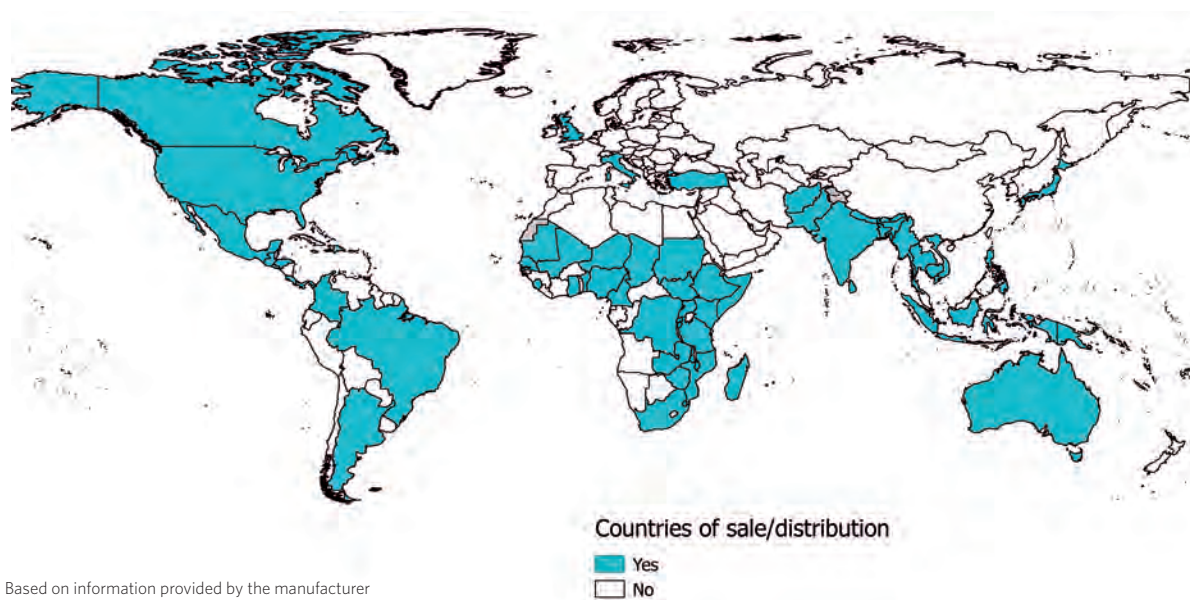 Countries of sale/distribution
Yes
No
Based on information provided by the manufacturer